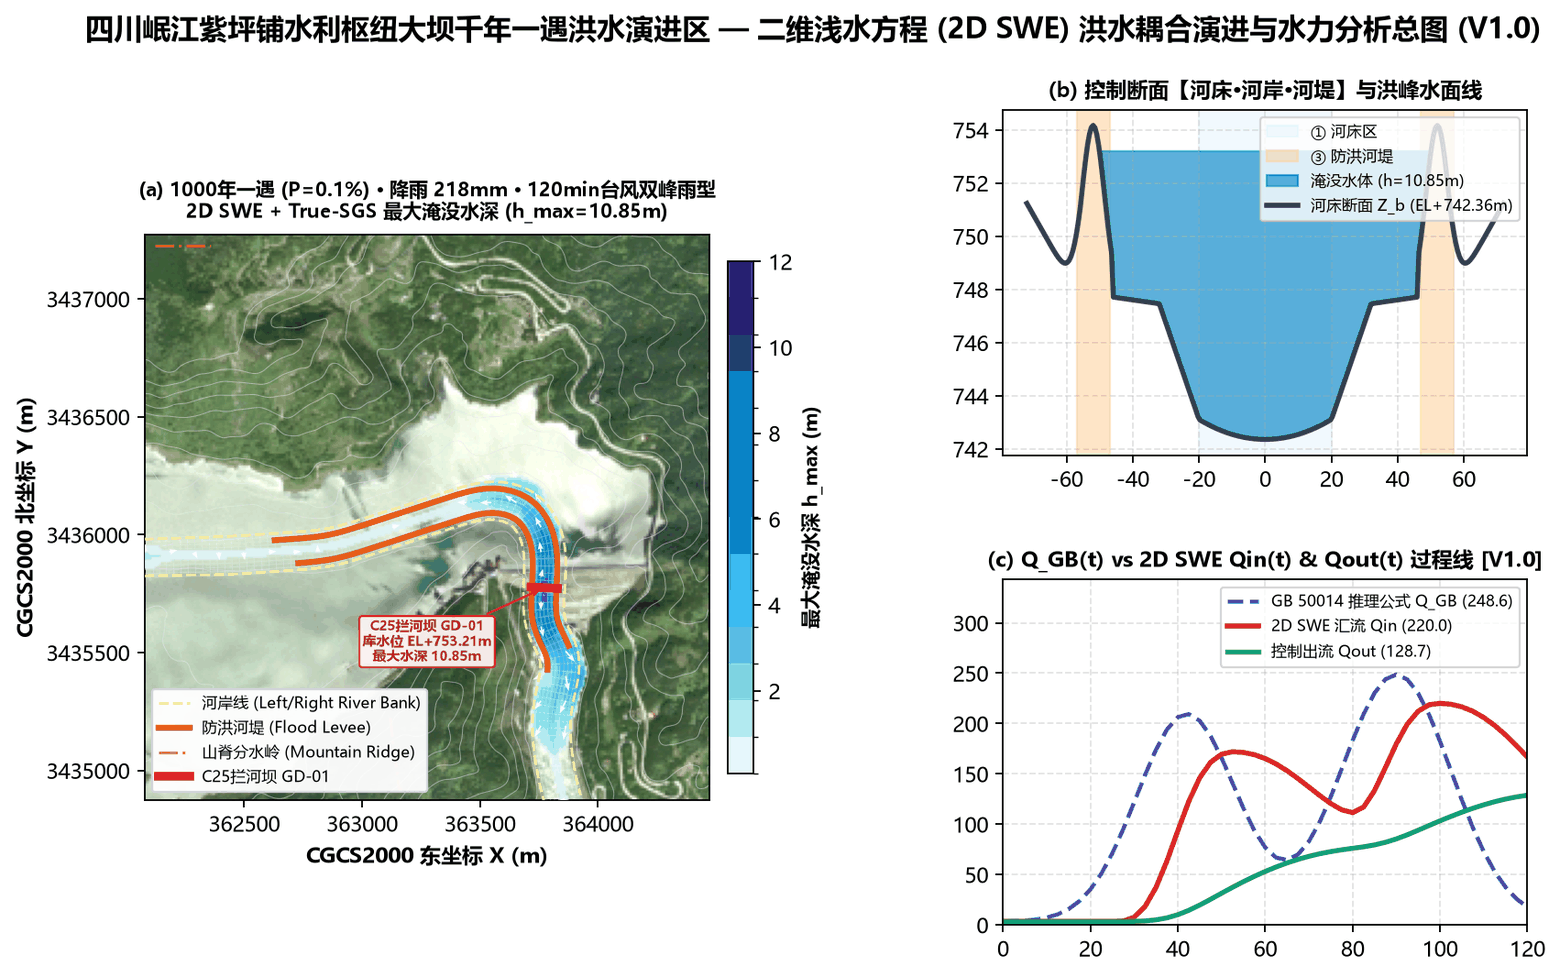 四川岷江紫坪铺水利枢纽大坝千年一遇洪水演进区 — 二维浅水方程 (2D SWE) 洪水耦合演进与水力分析总图 (V1.0)
(a) 1000年一遇 (P=0.1%) • 降雨 218mm • 120min台风双峰雨型
2D SWE + True-SGS 最大淹没水深 (h_max=10.85m)
3437000
3436500
3436000
3435500
3435000
CGCS2000 北坐标 Y (m)
362500
363000
363500
364000
CGCS2000 东坐标 X (m)
C25拦河坝 GD-01
库水位 EL+753.21m
最大水深 10.85m
河岸线 (Left/Right River Bank)
防洪河堤 (Flood Levee)
山脊分水岭 (Mountain Ridge)
C25拦河坝 GD-01
12
10
8
6
4
2
最大淹没水深 h_max (m)
(b) 控制断面【河床•河岸•河堤】与洪峰水面线
754
752
750
748
746
744
742
-60
-40
-20
0
20
40
60
① 河床区
③ 防洪河堤
淹没水体 (h=10.85m)
河床断面 Z_b (EL+742.36m)
(c) Q_GB(t) vs 2D SWE Qin(t) & Qout(t) 过程线 [V1.0]
300
250
200
150
100
50
0
0
20
40
60
80
100
120
GB 50014 推理公式 Q_GB (248.6)
2D SWE 汇流 Qin (220.0)
控制出流 Qout (128.7)